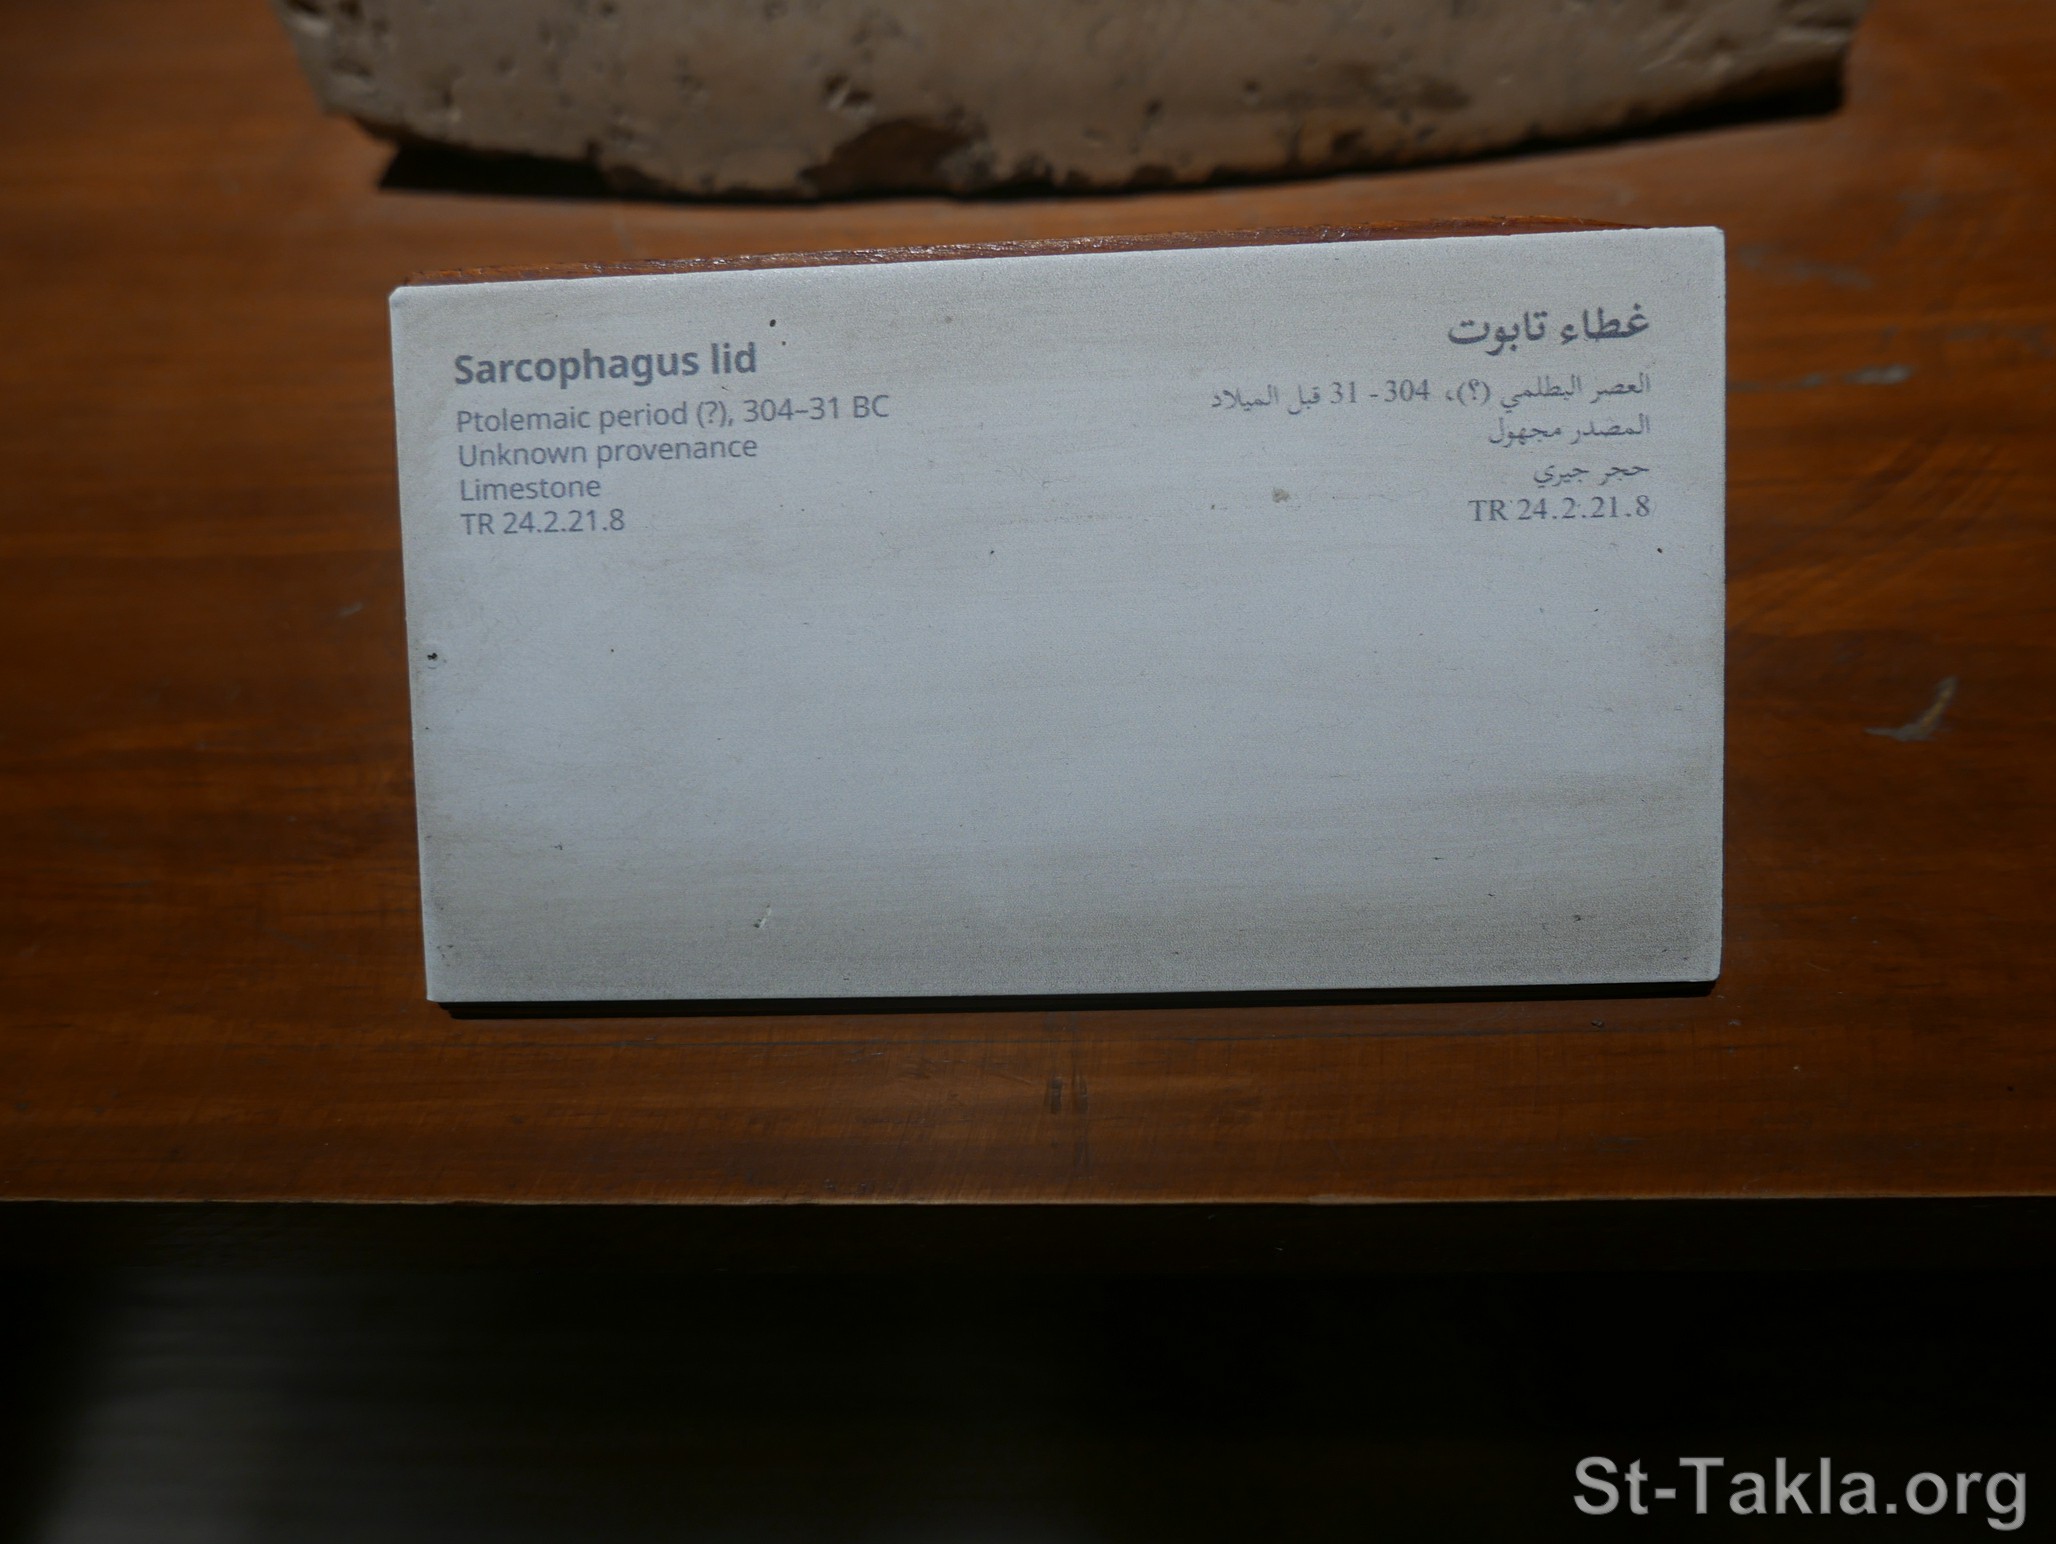 Sarcophagus lid
Ptolemaic period (?), 304–31 BC
Unknown provenance
Limestone
TR 24.2.21.8
غطاء تابوت
العصر البطلمي (؟)، 304 - 31 قبل الميلاد
المصدر مجهول
حجر جيري
TR 24.2.21.8
St-Takla.org